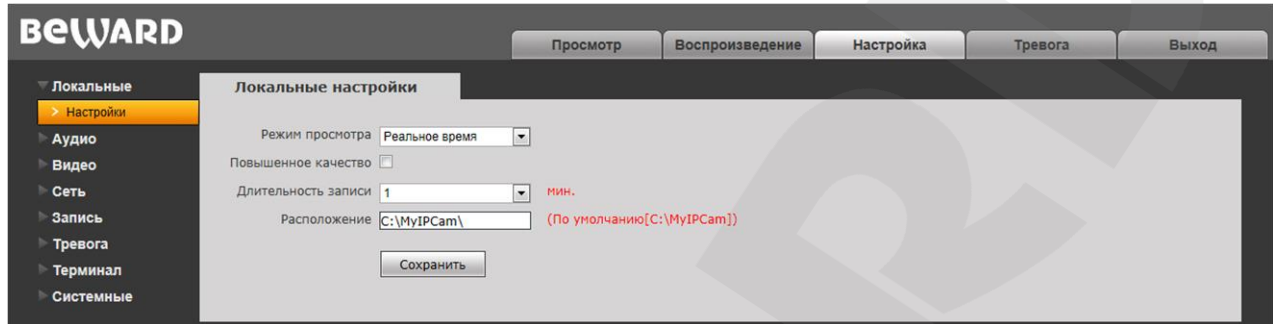 BEWARD
Просмотр Воспроизведение Настройка Тревога Выход
Локальные
> Настройки
Аудио
Видео
Сеть
Запись
Тревога
Терминал
Системные
Локальные настройки
Режим просмотра Реальное время
Повышенное качество
Длительность записи 1 мин.
Расположение C:\MyIPCam\ (По умолчанию[C:\MyIPCam])
Сохранить